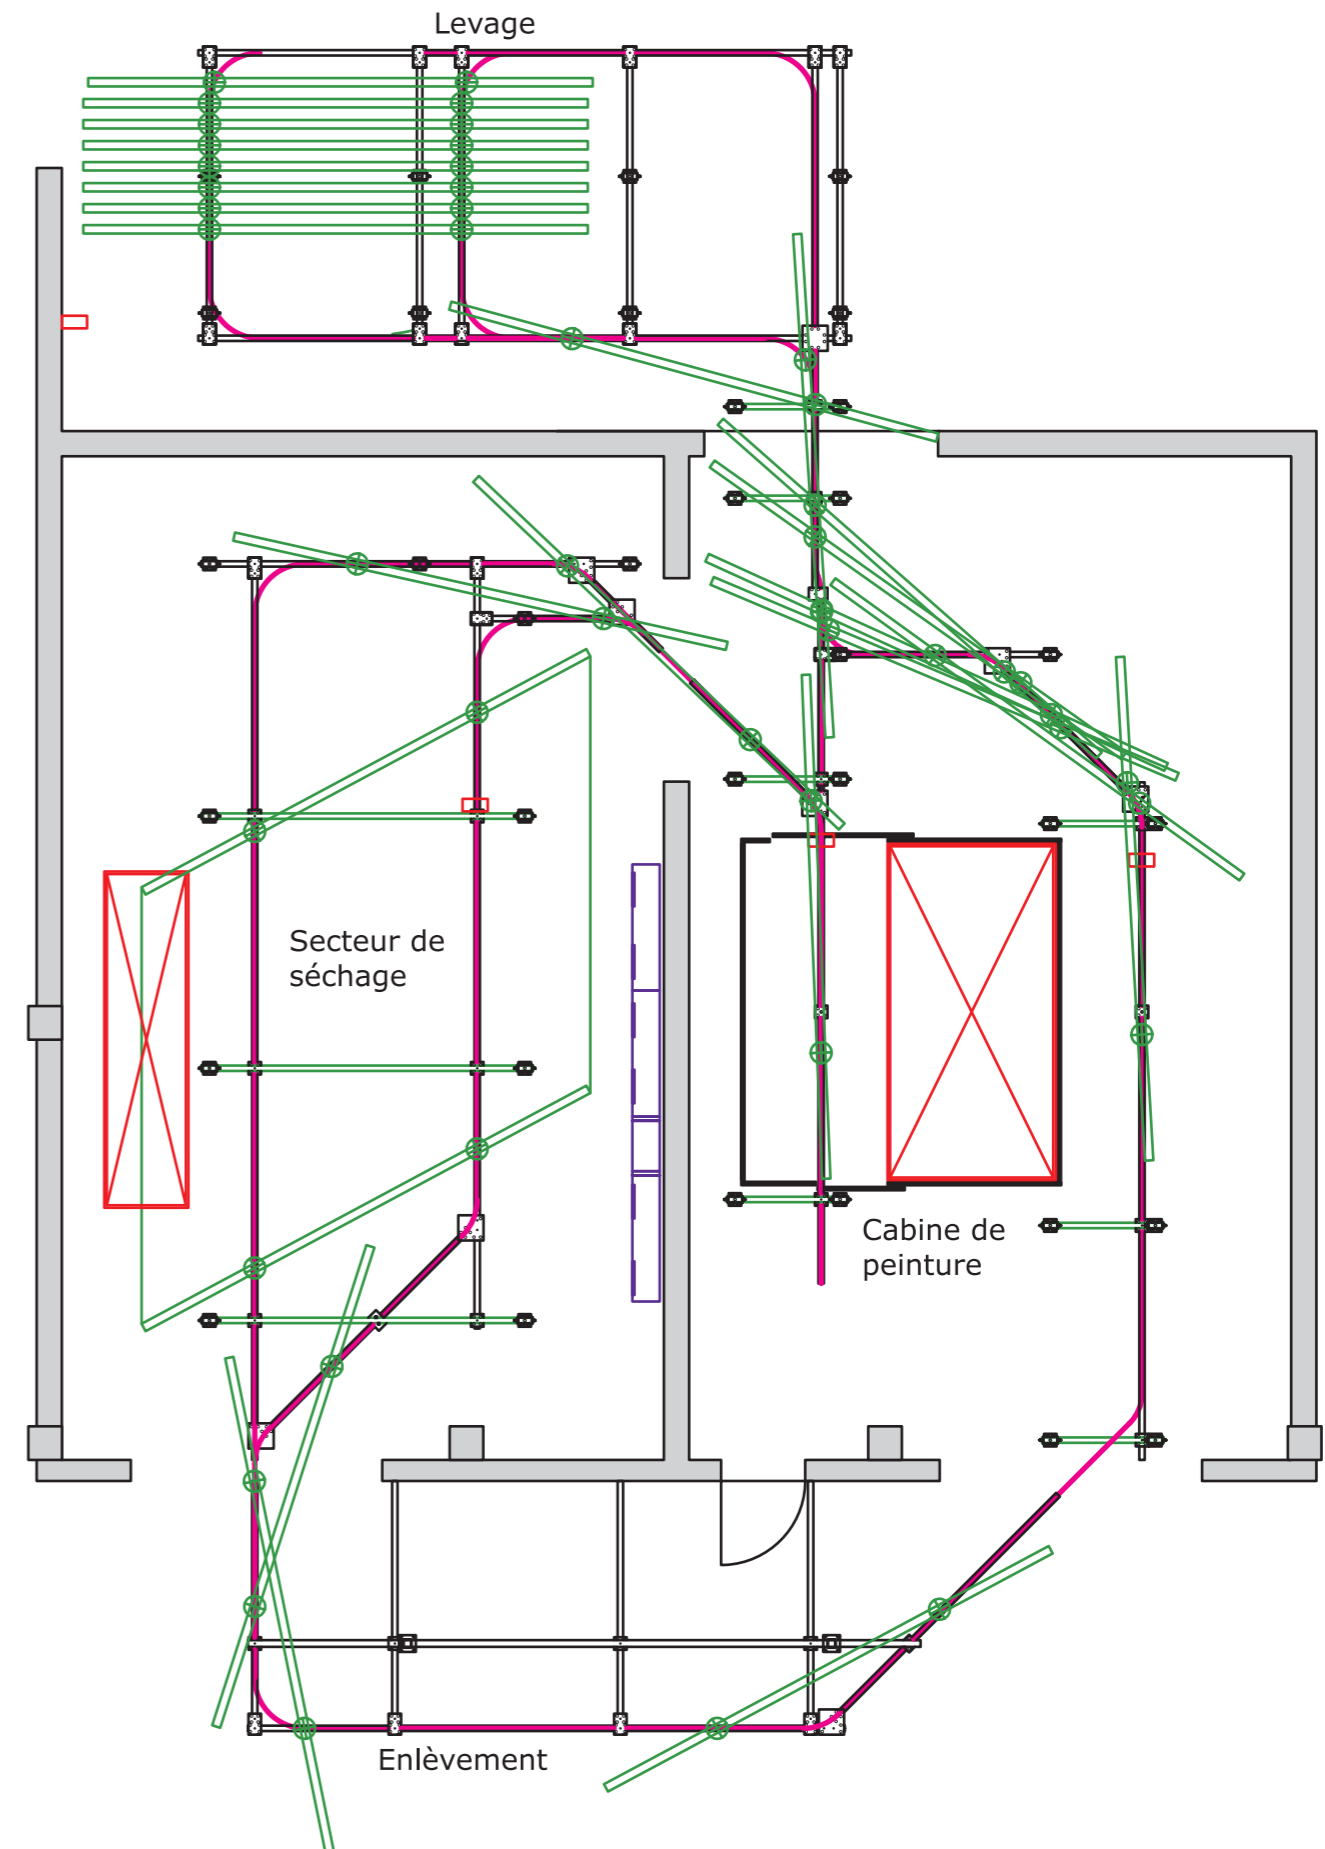 Levage
Secteur de
séchage
Cabine de
peinture
Enlèvement